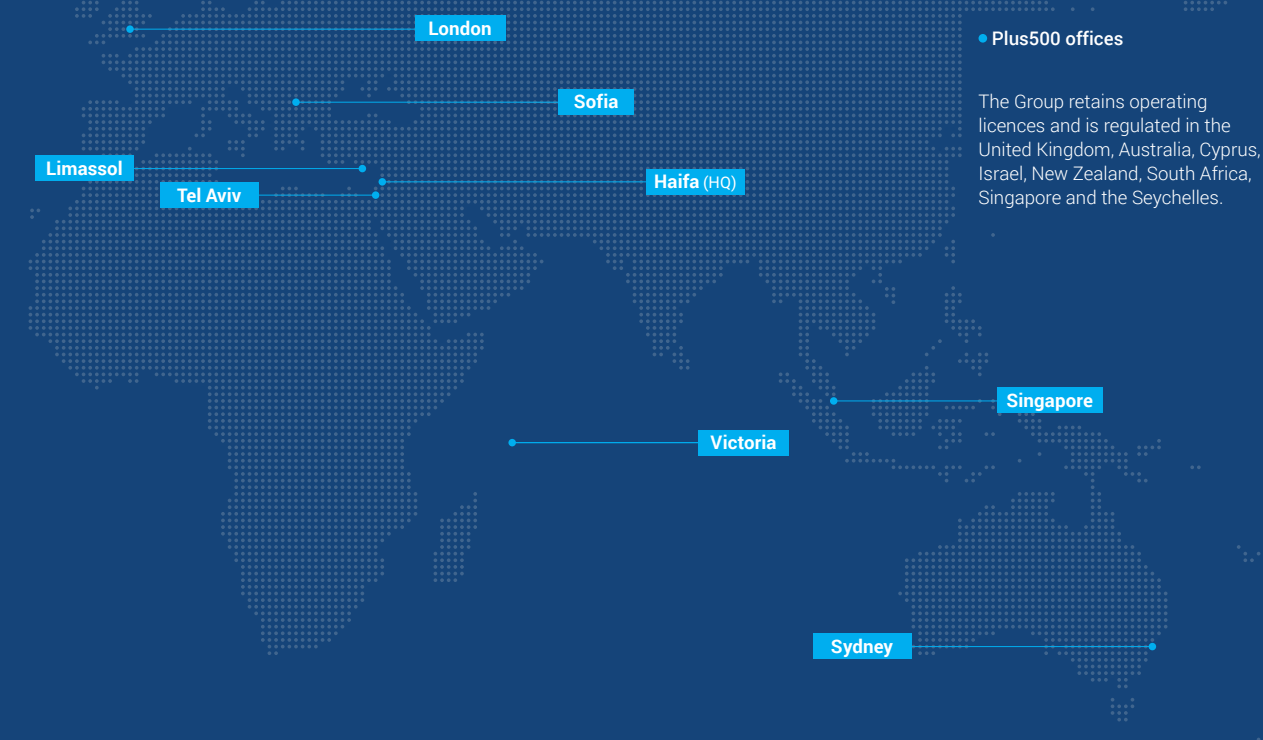 London
Plus500 offices
Sofia
The Group retains operating
licences and is regulated in the
United Kingdom, Australia, Cyprus,
Israel, New Zealand, South Africa,
Singapore and the Seychelles.
Limassol
Haifa (HQ)
Tel Aviv
Singapore
Victoria
Sydney